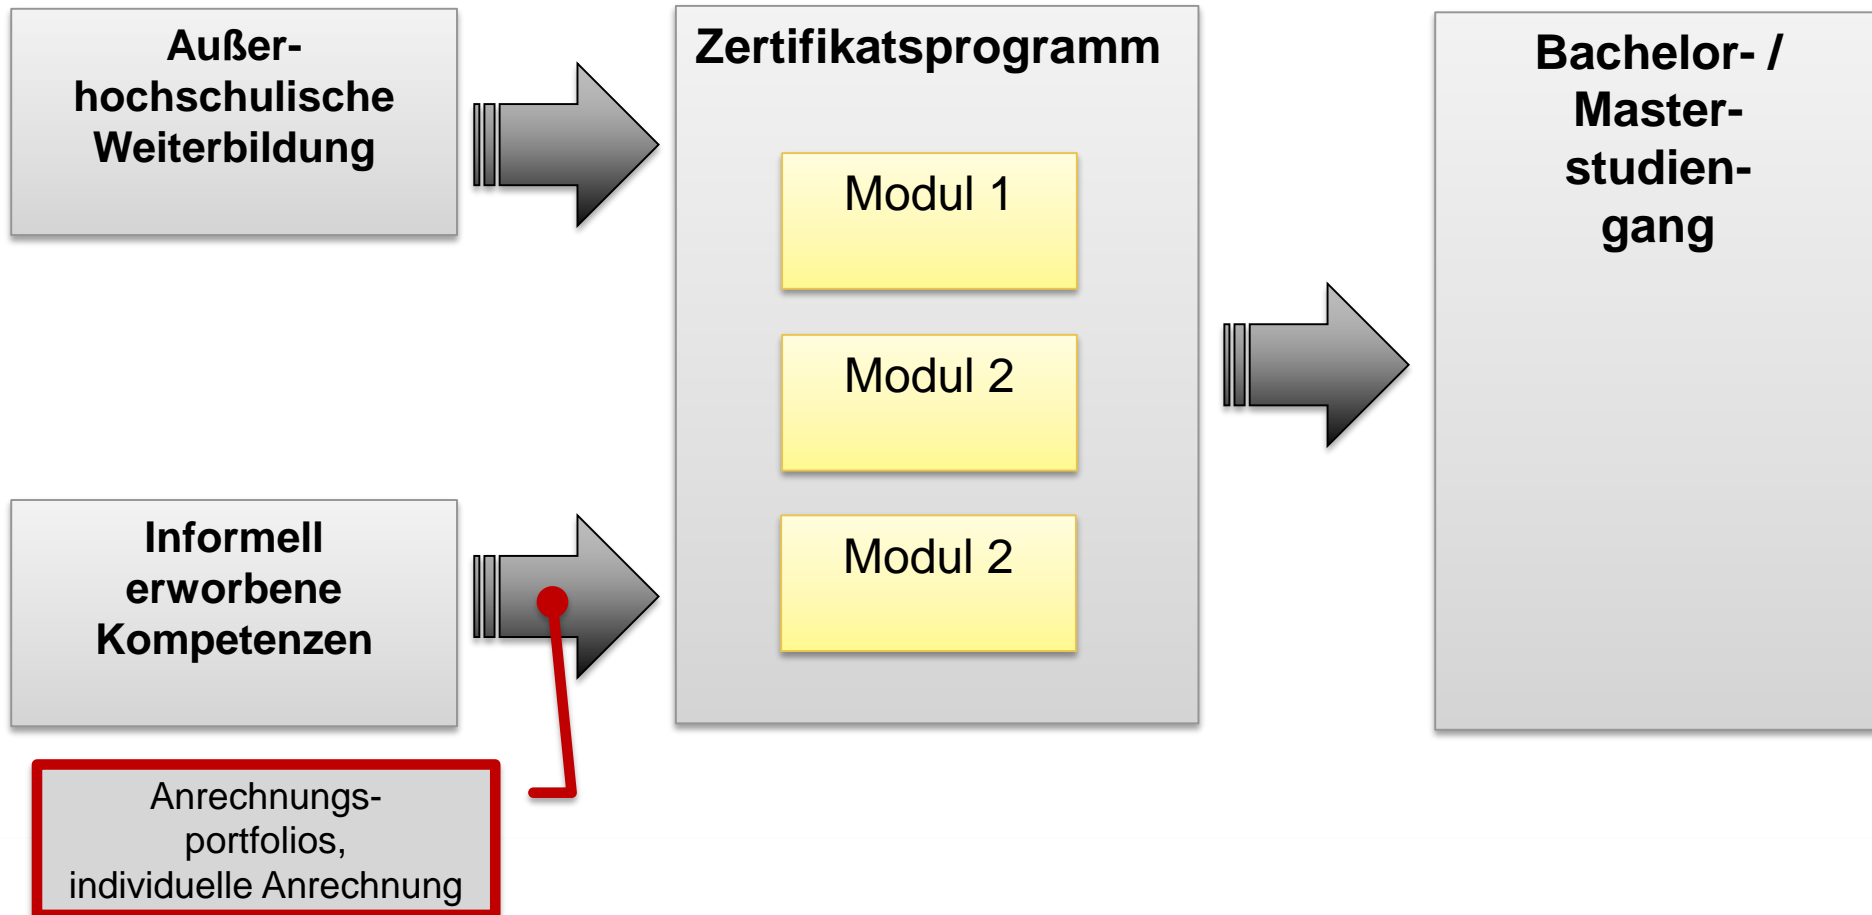 Außer-
hochschulische
Weiterbildung
Informell
erworbene
Kompetenzen
Anrechnungs-
portfolios,
individuelle Anrechnung
Zertifikatsprogramm
Modul 1
Modul 2
Modul 2
Bachelor- /
Master-
studien-
gang